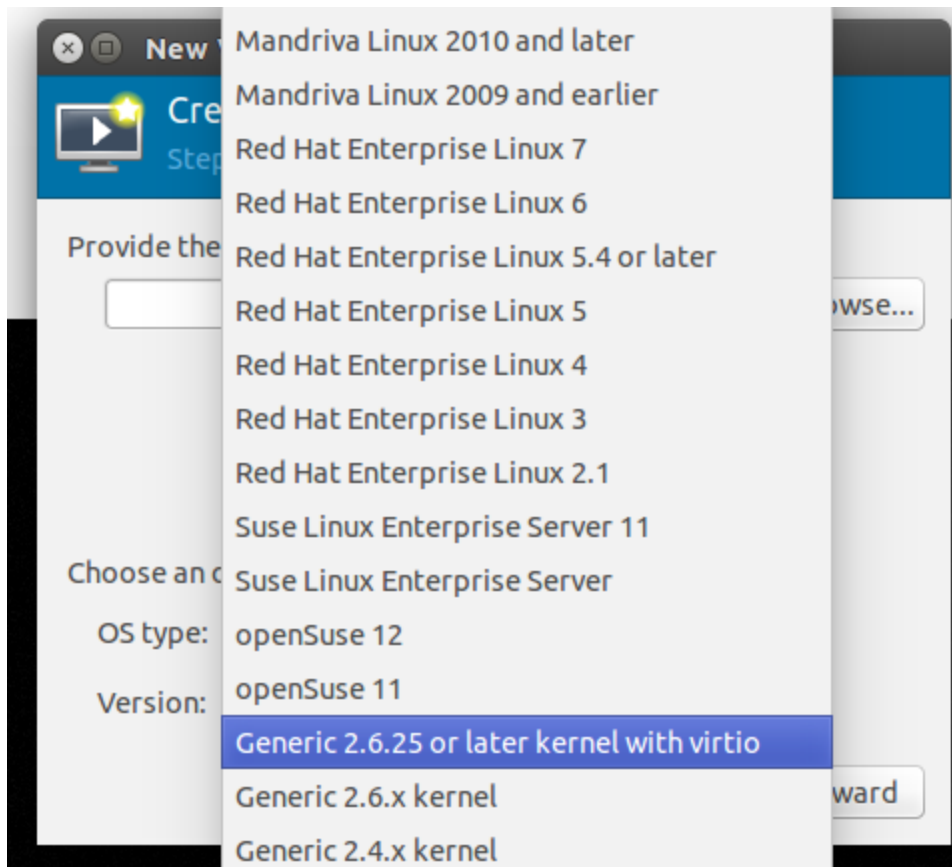 New
Cre
Step
Provide the
owse...
Choose an
OS type:
Version:
ward
Mandriva Linux 2010 and later
Mandriva Linux 2009 and earlier
Red Hat Enterprise Linux 7
Red Hat Enterprise Linux 6
Red Hat Enterprise Linux 5.4 or later
Red Hat Enterprise Linux 5
Red Hat Enterprise Linux 4
Red Hat Enterprise Linux 3
Red Hat Enterprise Linux 2.1
Suse Linux Enterprise Server 11
Suse Linux Enterprise Server
openSuse 12
openSuse 11
Generic 2.6.25 or later kernel with virtio
Generic 2.6.x kernel
Generic 2.4.x kernel